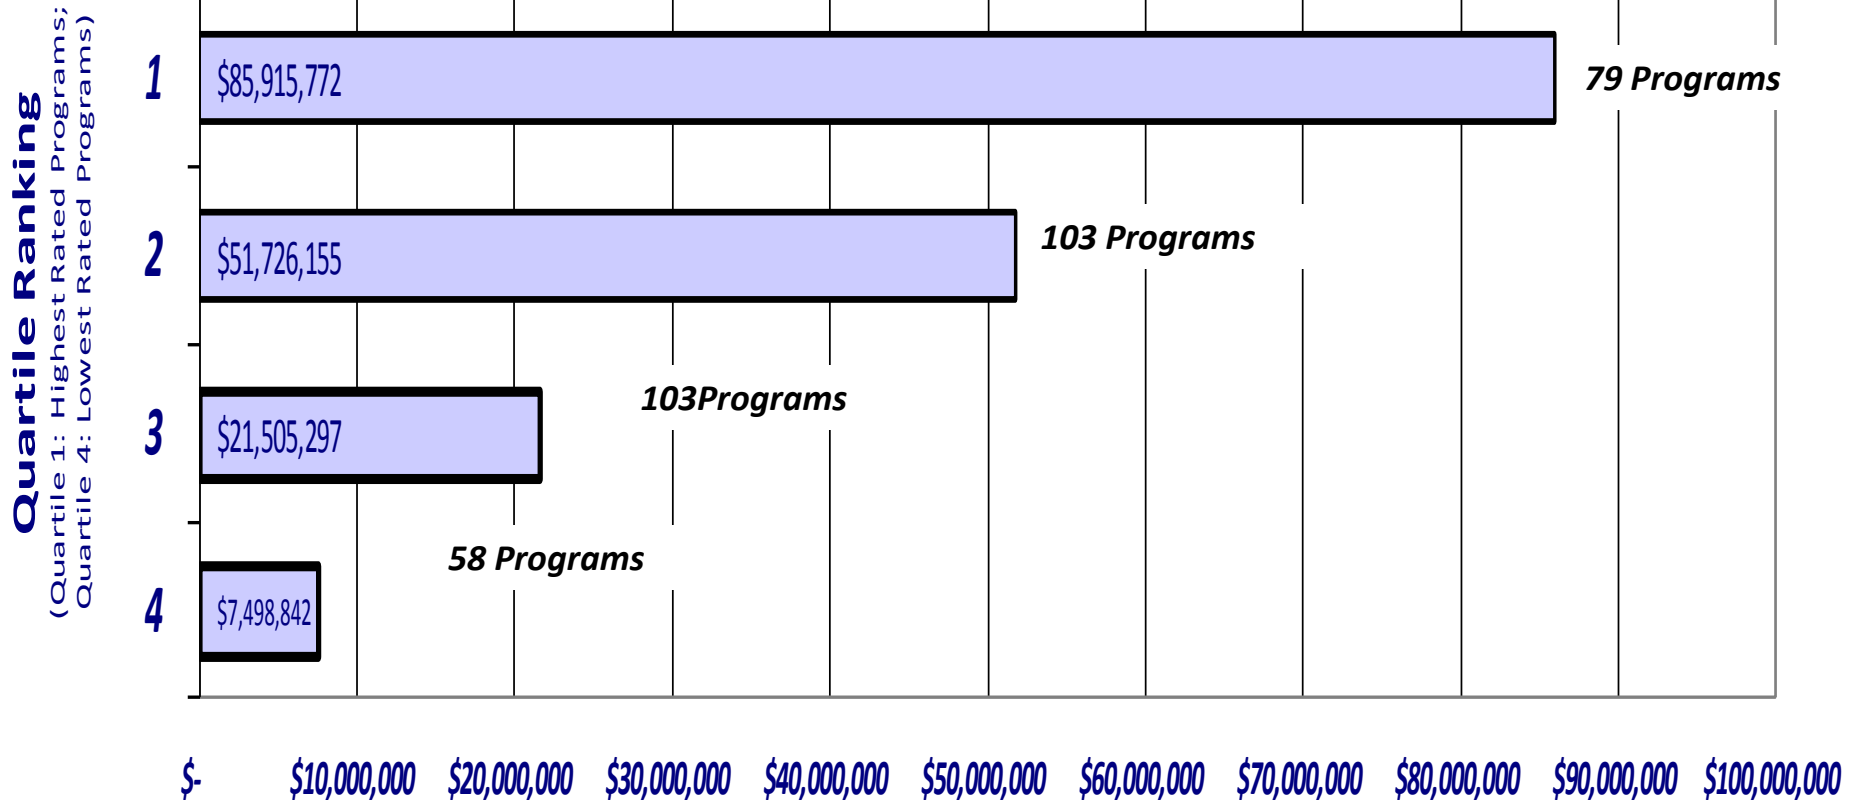 Quartile Ranking
(Quartile 1: Highest Rated Programs;
Quartile 4: Lowest Rated Programs)
1
$85,915,772
79 Programs
2
$51,726,155
103 Programs
3
$21,505,297
103Programs
4
$7,498,842
58 Programs
$-
$10,000,000
$20,000,000
$30,000,000
$40,000,000
$50,000,000
$60,000,000
$70,000,000
$80,000,000
$90,000,000
$100,000,000